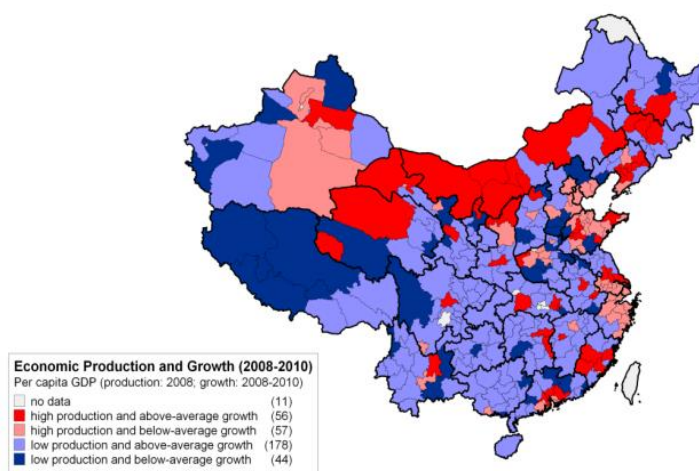 Economic Production and Growth (2008-2010)
Per capita GDP (production: 2008; growth: 2008-2010)
no data (11)
high production and above-average growth (56)
high production and below-average growth (57)
low production and above-average growth (178)
low production and below-average growth (44)